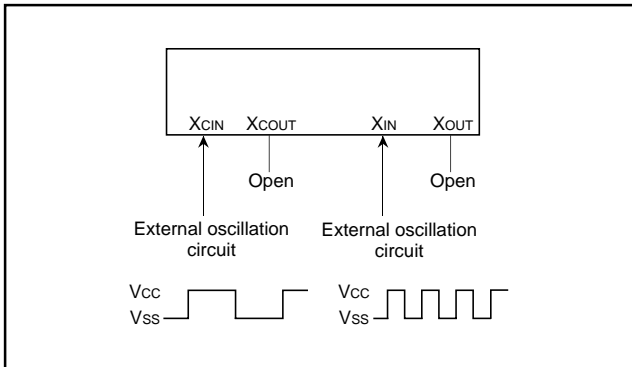 XCIN XCOUT XIN XOUT
Open Open
External oscillation External oscillation
circuit circuit
VCC VCC
VSS VSS